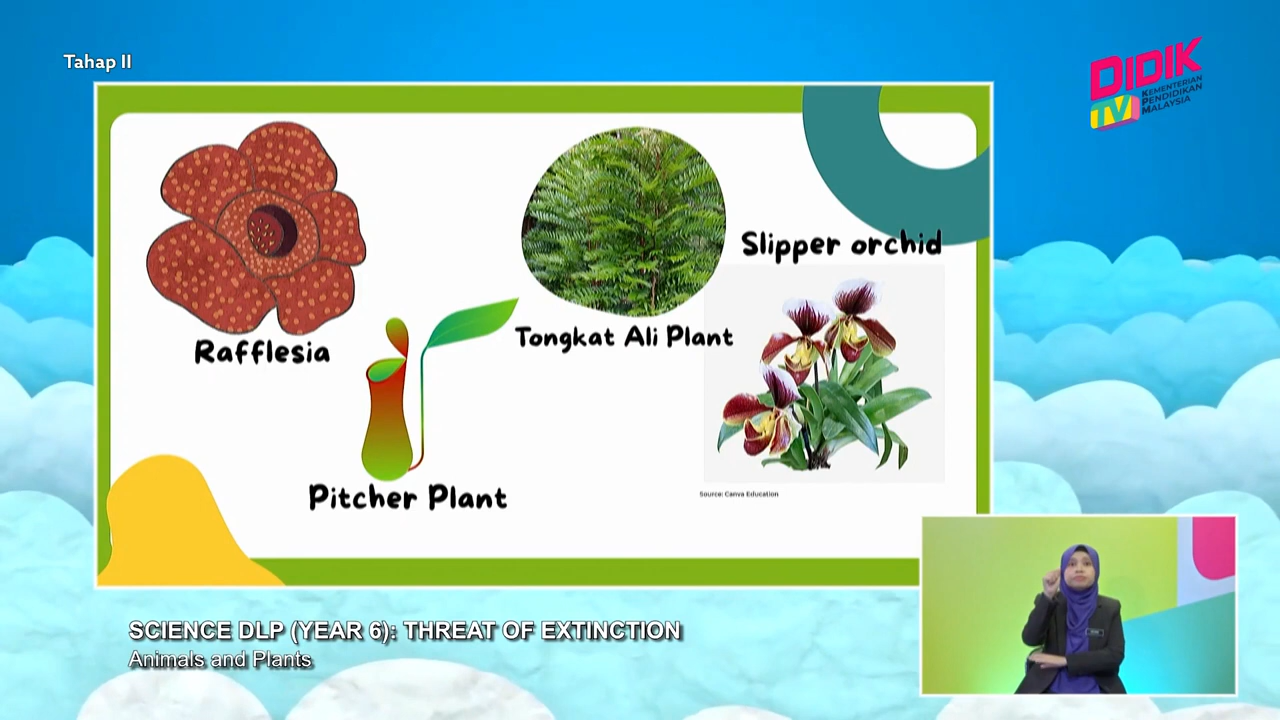 Tahap II
DIDIK
TV
KEMENTERIAN
PENDIDIKAN
MALAYSIA
Slipper orchid
Tongkat Ali Plant
Rafflesia
Pitcher Plant
Source: Canva Education
SCIENCE DLP (YEAR 6): THREAT OF EXTINCTION
Animals and Plants